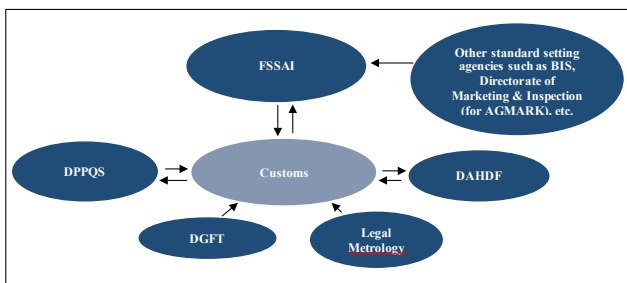 FSSAI
Other standard setting
agencies such as BIS,
Directorate of
Marketing & Inspection
(for AGMARK), etc.
DPPQS
Customs
DAHDF
DGFT
Legal
Metrology